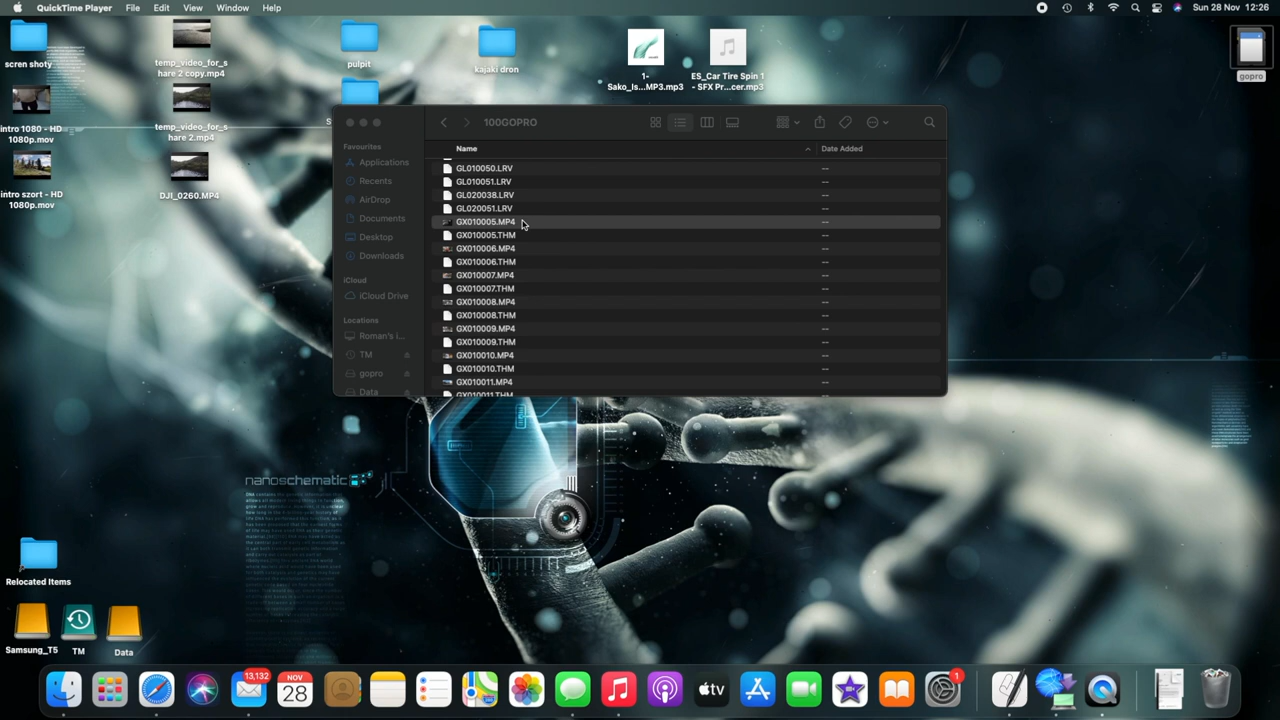 QuickTime Player File Edit View Window Help Sun 28 Nov 12:26
scren shoty
temp_video_for_s
hare 2 copy.mp4
pulpit
kajaki dron
1-
Sako_Is...MP3.mp3
ES_Car Tire Spin 1
- SFX Pr...cer.mp3
gopro
intro 1080 - HD
1080p.mov
temp_video_for_s
hare 2.mp4
intro szort - HD
1080p.mov
DJI_0260.MP4
100GOPRO
Favourites
Applications
Recents
AirDrop
Documents
Desktop
Downloads
iCloud
iCloud Drive
Locations
Roman's i...
TM
gopro
Data
Name Date Added
GL010050.LRV --
GL010051.LRV --
GL020038.LRV --
GL020051.LRV --
GX010005.MP4 --
GX010005.THM --
GX010006.MP4 --
GX010006.THM --
GX010007.MP4 --
GX010007.THM --
GX010008.MP4 --
GX010008.THM --
GX010009.MP4 --
GX010009.THM --
GX010010.MP4 --
GX010010.THM --
GX010011.MP4 --
GX010011.THM --
nanoschematic
Relocated Items
Samsung_T5
TM
Data
13,132
NOV
28
tv
1